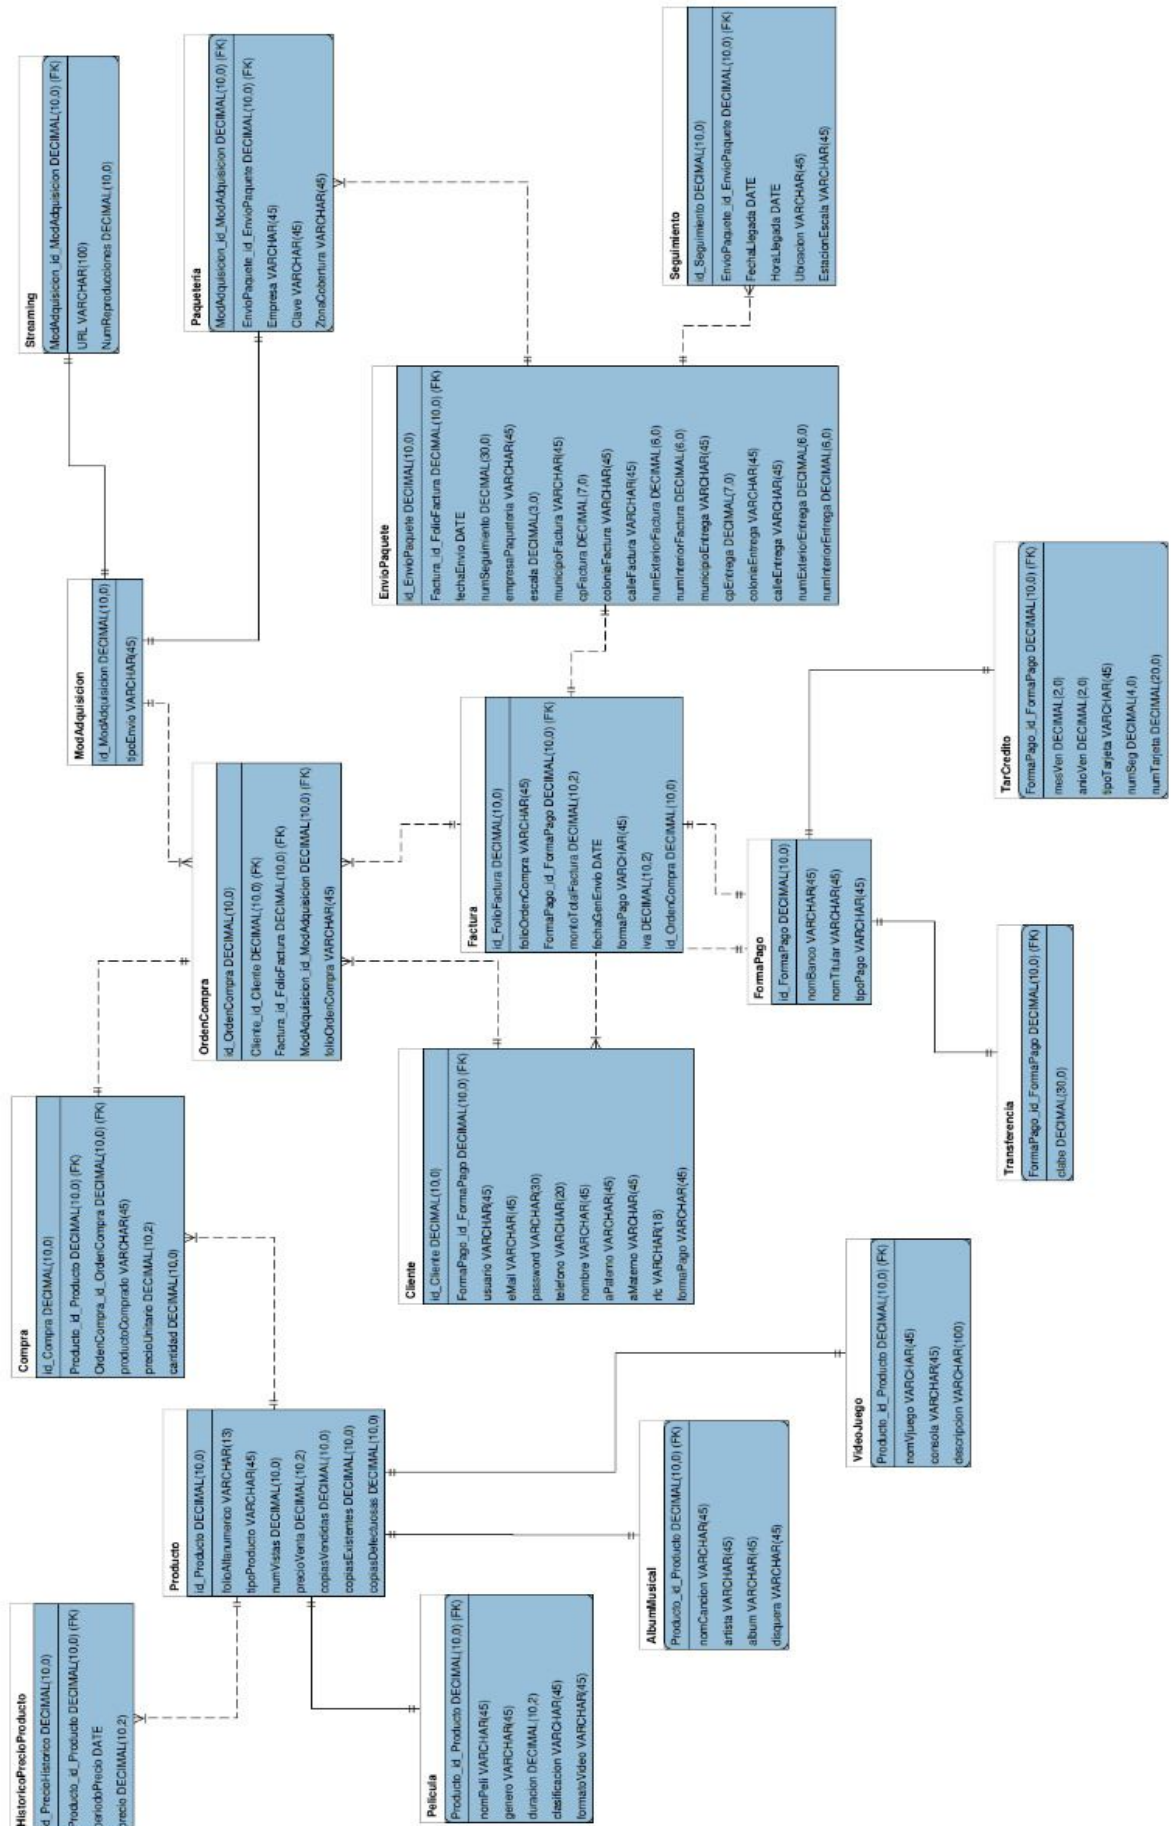 HistoricoPrecioProducto
id_PrecioHistorico DECIMAL(10,0)
Producto_id_Producto DECIMAL(10,0) (FK)
periodoPrecio DATE
precio DECIMAL(10,2)
Producto
id_Producto DECIMAL(10,0)
folioAlfanumerico VARCHAR(13)
tipoProducto VARCHAR(45)
numVistas DECIMAL(10,0)
precioVenta DECIMAL(10,2)
copiasVendidas DECIMAL(10,0)
copiasExistentes DECIMAL(10,0)
copiasDefectuosas DECIMAL(10,0)
Compra
id_Compra DECIMAL(10,0)
Producto_id_Producto DECIMAL(10,0) (FK)
OrdenCompra_id_OrdenCompra DECIMAL(10,0) (FK)
productoComprado VARCHAR(45)
precioUnitario DECIMAL(10,2)
cantidad DECIMAL(10,0)
OrdenCompra
id_OrdenCompra DECIMAL(10,0)
Cliente_id_Cliente DECIMAL(10,0) (FK)
Factura_id_FolioFactura DECIMAL(10,0) (FK)
ModAdquisicion_id_ModAdquisicion DECIMAL(10,0) (FK)
folioOrdenCompra VARCHAR(45)
ModAdquisicion
id_ModAdquisicion DECIMAL(10,0)
tipoEnvio VARCHAR(45)
Streaming
ModAdquisicion_id_ModAdquisicion DECIMAL(10,0) (FK)
URL VARCHAR(100)
NumReproducciones DECIMAL(10,0)
Paqueteria
ModAdquisicion_id_ModAdquisicion DECIMAL(10,0) (FK)
EnvioPaquete_id_EnvioPaquete DECIMAL(10,0) (FK)
Empresa VARCHAR(45)
Clave VARCHAR(45)
ZonaCobertura VARCHAR(45)
Pelicula
Producto_id_Producto DECIMAL(10,0) (FK)
nomPeli VARCHAR(45)
genero VARCHAR(45)
duracion DECIMAL(10,2)
clasificacion VARCHAR(45)
formatoVideo VARCHAR(45)
Cliente
id_Cliente DECIMAL(10,0)
FormaPago_id_FormaPago DECIMAL(10,0) (FK)
usuario VARCHAR(45)
eMail VARCHAR(45)
password VARCHAR(30)
telefono VARCHAR(20)
nombre VARCHAR(45)
aPaterno VARCHAR(45)
aMaterno VARCHAR(45)
rfc VARCHAR(18)
formaPago VARCHAR(45)
Factura
id_FolioFactura DECIMAL(10,0)
folioOrdenCompra VARCHAR(45)
FormaPago_id_FormaPago DECIMAL(10,0) (FK)
montoTotalFactura DECIMAL(10,2)
fechaGenEnvio DATE
formaPago VARCHAR(45)
iva DECIMAL(10,2)
id_OrdenCompra DECIMAL(10,0)
EnvioPaquete
id_EnvioPaquete DECIMAL(10,0)
Factura_id_FolioFactura DECIMAL(10,0) (FK)
fechaEnvio DATE
numSeguimiento DECIMAL(30,0)
empresaPaqueteria VARCHAR(45)
escala DECIMAL(3,0)
municipioFactura VARCHAR(45)
cpFactura DECIMAL(7,0)
coloniaFactura VARCHAR(45)
calleFactura VARCHAR(45)
numExteriorFactura DECIMAL(6,0)
numInteriorFactura DECIMAL(6,0)
municipioEntrega VARCHAR(45)
cpEntrega DECIMAL(7,0)
coloniaEntrega VARCHAR(45)
calleEntrega VARCHAR(45)
numExteriorEntrega DECIMAL(6,0)
numInteriorEntrega DECIMAL(6,0)
Seguimiento
id_Seguimiento DECIMAL(10,0)
EnvioPaquete_id_EnvioPaquete DECIMAL(10,0) (FK)
FechaLlegada DATE
HoraLlegada DATE
Ubicacion VARCHAR(45)
EstacionEscala VARCHAR(45)
AlbumMusical
Producto_id_Producto DECIMAL(10,0) (FK)
nomCancion VARCHAR(45)
artista VARCHAR(45)
album VARCHAR(45)
disquera VARCHAR(45)
VideoJuego
Producto_id_Producto DECIMAL(10,0) (FK)
nomVjuego VARCHAR(45)
consola VARCHAR(45)
descripcion VARCHAR(100)
FormaPago
id_FormaPago DECIMAL(10,0)
nomBanco VARCHAR(45)
nomTitular VARCHAR(45)
tipoPago VARCHAR(45)
Transferencia
FormaPago_id_FormaPago DECIMAL(10,0) (FK)
clabe DECIMAL(30,0)
TarCredito
FormaPago_id_FormaPago DECIMAL(10,0) (FK)
mesVen DECIMAL(2,0)
anioVen DECIMAL(2,0)
tipoTarjeta VARCHAR(45)
numSeg DECIMAL(4,0)
numTarjeta DECIMAL(20,0)